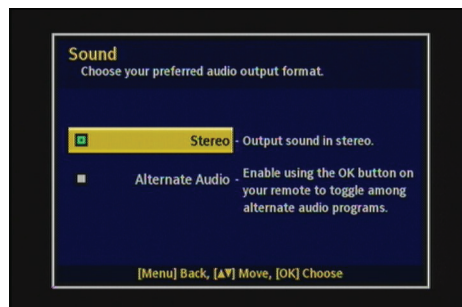 Sound
Choose your preferred audio output format.
Stereo - Output sound in stereo.
Alternate Audio - Enable using the OK button on
your remote to toggle among
alternate audio programs.
[Menu] Back, [▲▼] Move, [OK] Choose